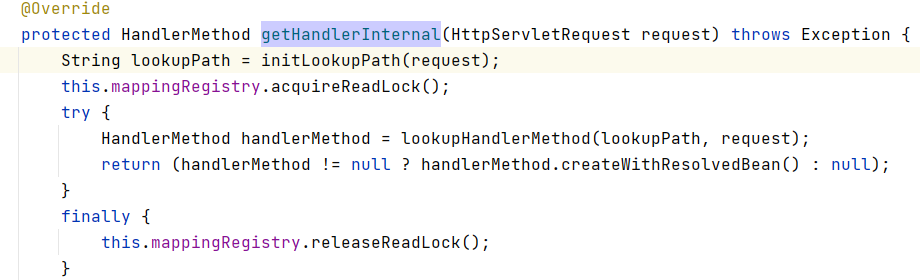 @Override
protected HandlerMethod getHandlerInternal(HttpServletRequest request) throws Exception {
    String lookupPath = initLookupPath(request);
    this.mappingRegistry.acquireReadLock();
    try {
        HandlerMethod handlerMethod = lookupHandlerMethod(lookupPath, request);
        return (handlerMethod != null ? handlerMethod.createWithResolvedBean() : null);
    }
    finally {
        this.mappingRegistry.releaseReadLock();
    }